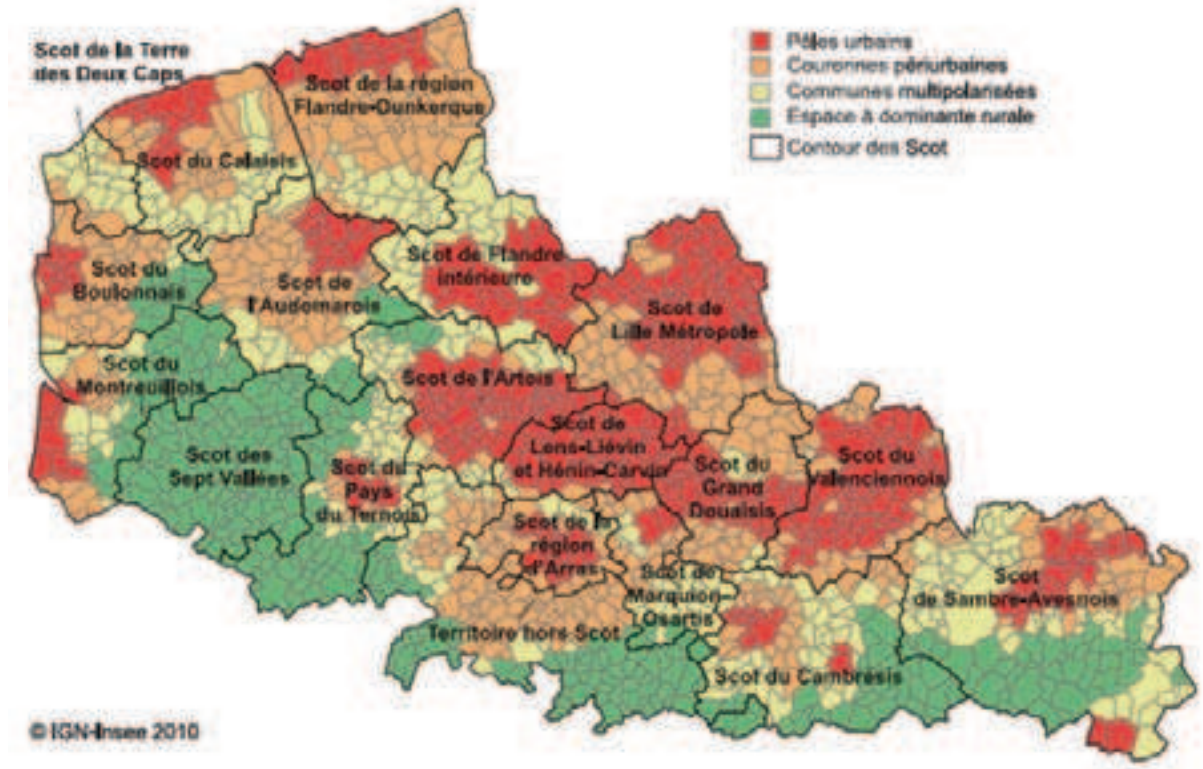 Scot de la Terre
des Deux Caps
Scot de la région
Flandre-Dunkerque
Pôles urbains
Couronnes périurbaines
Communes multipolarisées
Espace à dominante rurale
Contour des Scot
Scot du Calaisis
Scot du
Boulonnais
Scot de
l'Audomarois
Scot de Flandre
intérieure
Scot de
Lille Métropole
Scot du
Montreuillois
Scot de l'Artois
Scot des
Sept Vallées
Scot du
Pays
du Ternois
Scot de
Lens-Liévin
et Hénin-Carvin
Scot du
Grand
Douaisis
Scot du
Valenciennois
Scot de la
région
d'Arras
Scot de
Marquion-
Osartis
Scot
de Sambre-Avesnois
Territoire hors Scot
Scot du Cambrésis
© IGN-Insee 2010